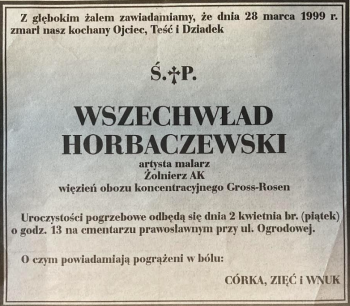 Z głębokim żalem zawiadamiamy, że dnia 28 marca 1999 r.
zmarł nasz kochany Ojciec, Teść i Dziadek
Ś.†P.
WSZECHWŁAD
HORBACZEWSKI
artysta malarz
Żolnierz AK
więzień obozu koncentracyjnego Gross-Rosen
Uroczystości pogrzebowe odbędą się dnia 2 kwietnia br. (piątek)
o godz. 13 na cmentarzu prawosławnym przy ul. Ogrodowej.
O czym powiadamiają pogrążeni w bólu:
CÓRKA, ZIĘĆ i WNUK